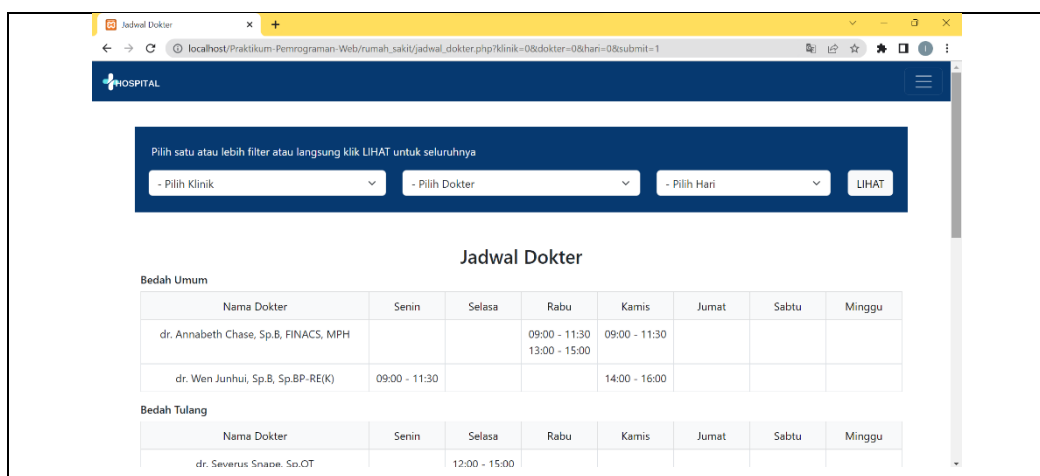 Jadwal Dokter
localhost/Praktikum-Pemrograman-Web/rumah_sakit/jadwal_dokter.php?klinik=0&dokter=0&hari=0&submit=1
HOSPITAL
Pilih satu atau lebih filter atau langsung klik LIHAT untuk seluruhnya
- Pilih Klinik - Pilih Dokter - Pilih Hari LIHAT
Jadwal Dokter
Bedah Umum
Nama Dokter Senin Selasa Rabu Kamis Jumat Sabtu Minggu
dr. Annabeth Chase, Sp.B, FINACS, MPH 09:00 - 11:30 09:00 - 11:30
13:00 - 15:00
dr. Wen Junhui, Sp.B, Sp.BP-RE(K) 09:00 - 11:30 14:00 - 16:00
Bedah Tulang
Nama Dokter Senin Selasa Rabu Kamis Jumat Sabtu Minggu
dr. Severus Snape, Sp.OT 12:00 - 15:00